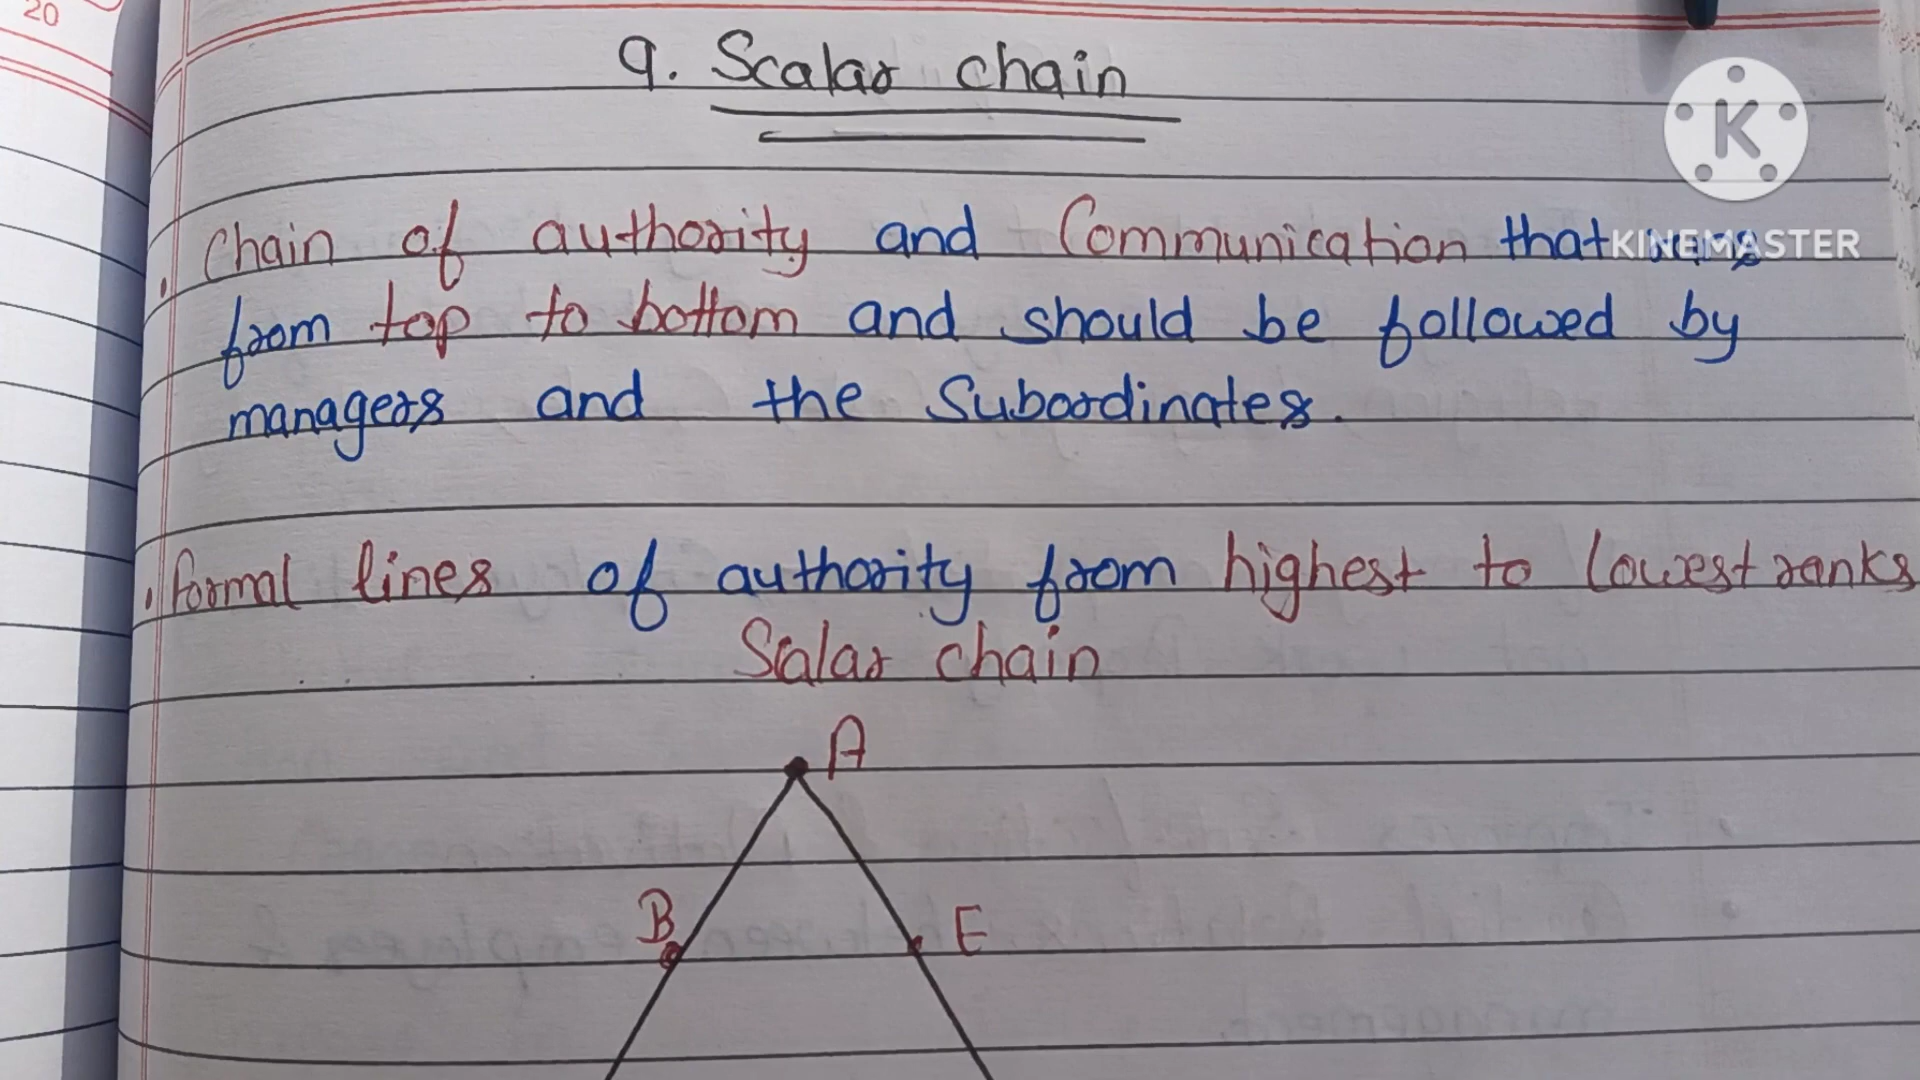 20
9. Scalar chain
K
KINEMASTER
. Chain of authority and Communication that
from top to bottom and should be followed by
managers and the Subordinates.
. formal lines of authority from highest to lowest ranks
Scalar chain
A
B
E